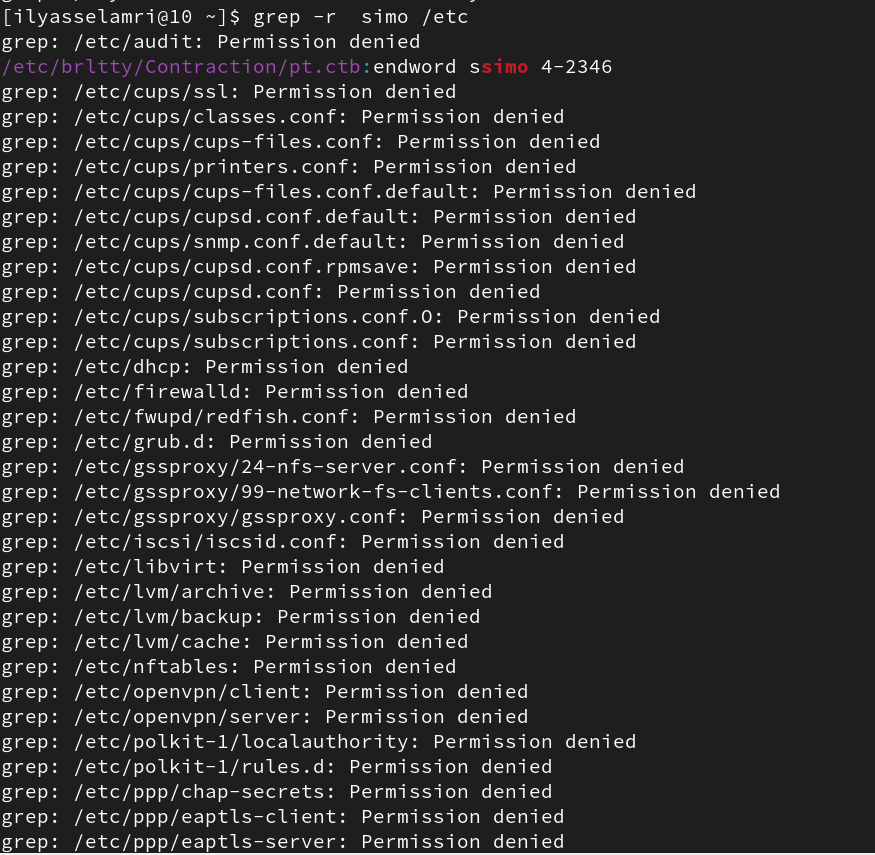 [ilyasselamri@10 ~]$ grep -r  simo /etc
grep: /etc/audit: Permission denied
/etc/brltty/Contraction/pt.ctb:endword ssimo 4-2346
grep: /etc/cups/ssl: Permission denied
grep: /etc/cups/classes.conf: Permission denied
grep: /etc/cups/cups-files.conf: Permission denied
grep: /etc/cups/printers.conf: Permission denied
grep: /etc/cups/cups-files.conf.default: Permission denied
grep: /etc/cups/cupsd.conf.default: Permission denied
grep: /etc/cups/snmp.conf.default: Permission denied
grep: /etc/cups/cupsd.conf.rpmsave: Permission denied
grep: /etc/cups/cupsd.conf: Permission denied
grep: /etc/cups/subscriptions.conf.O: Permission denied
grep: /etc/cups/subscriptions.conf: Permission denied
grep: /etc/dhcp: Permission denied
grep: /etc/firewalld: Permission denied
grep: /etc/fwupd/redfish.conf: Permission denied
grep: /etc/grub.d: Permission denied
grep: /etc/gssproxy/24-nfs-server.conf: Permission denied
grep: /etc/gssproxy/99-network-fs-clients.conf: Permission denied
grep: /etc/gssproxy/gssproxy.conf: Permission denied
grep: /etc/iscsi/iscsid.conf: Permission denied
grep: /etc/libvirt: Permission denied
grep: /etc/lvm/archive: Permission denied
grep: /etc/lvm/backup: Permission denied
grep: /etc/lvm/cache: Permission denied
grep: /etc/nftables: Permission denied
grep: /etc/openvpn/client: Permission denied
grep: /etc/openvpn/server: Permission denied
grep: /etc/polkit-1/localauthority: Permission denied
grep: /etc/polkit-1/rules.d: Permission denied
grep: /etc/ppp/chap-secrets: Permission denied
grep: /etc/ppp/eaptls-client: Permission denied
grep: /etc/ppp/eaptls-server: Permission denied